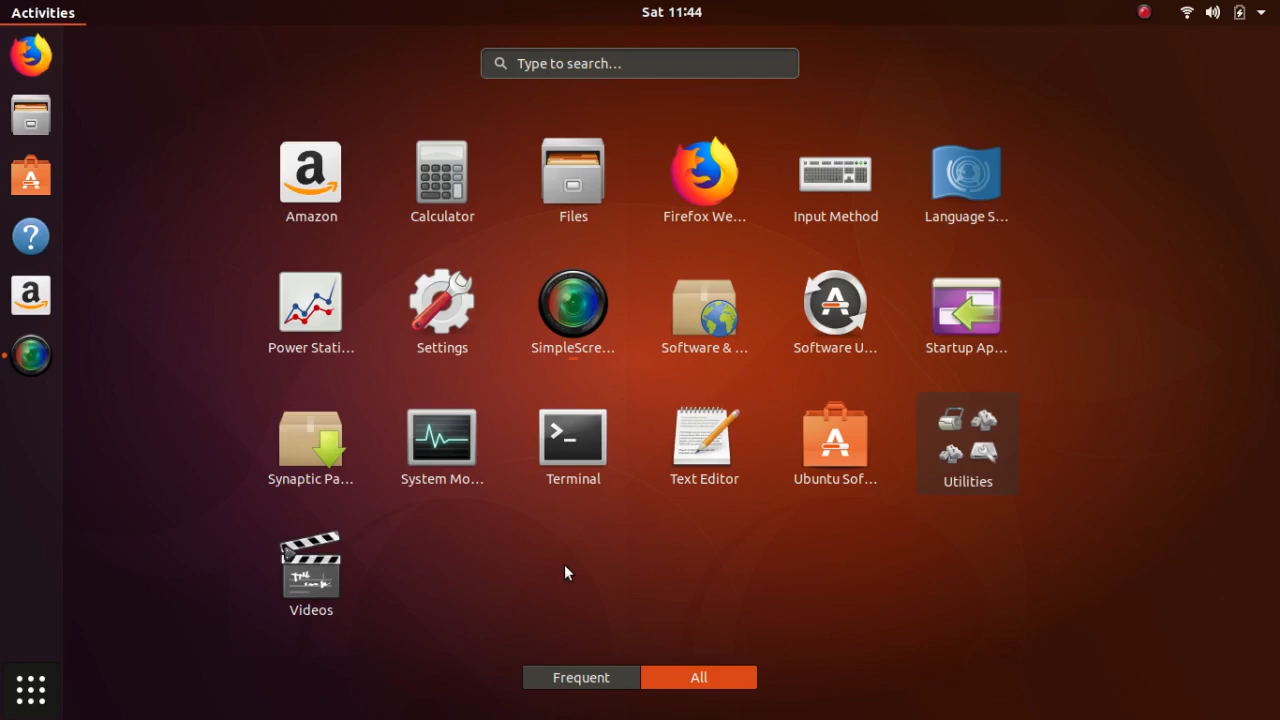 Activities
Sat 11:44
Type to search...
Amazon
Calculator
Files
Firefox We...
Input Method
Language S...
Power Stati...
Settings
SimpleScre...
Software & ...
Software U...
Startup Ap...
Synaptic Pa...
System Mo...
Terminal
Text Editor
Ubuntu Sof...
Utilities
Videos
Frequent
All